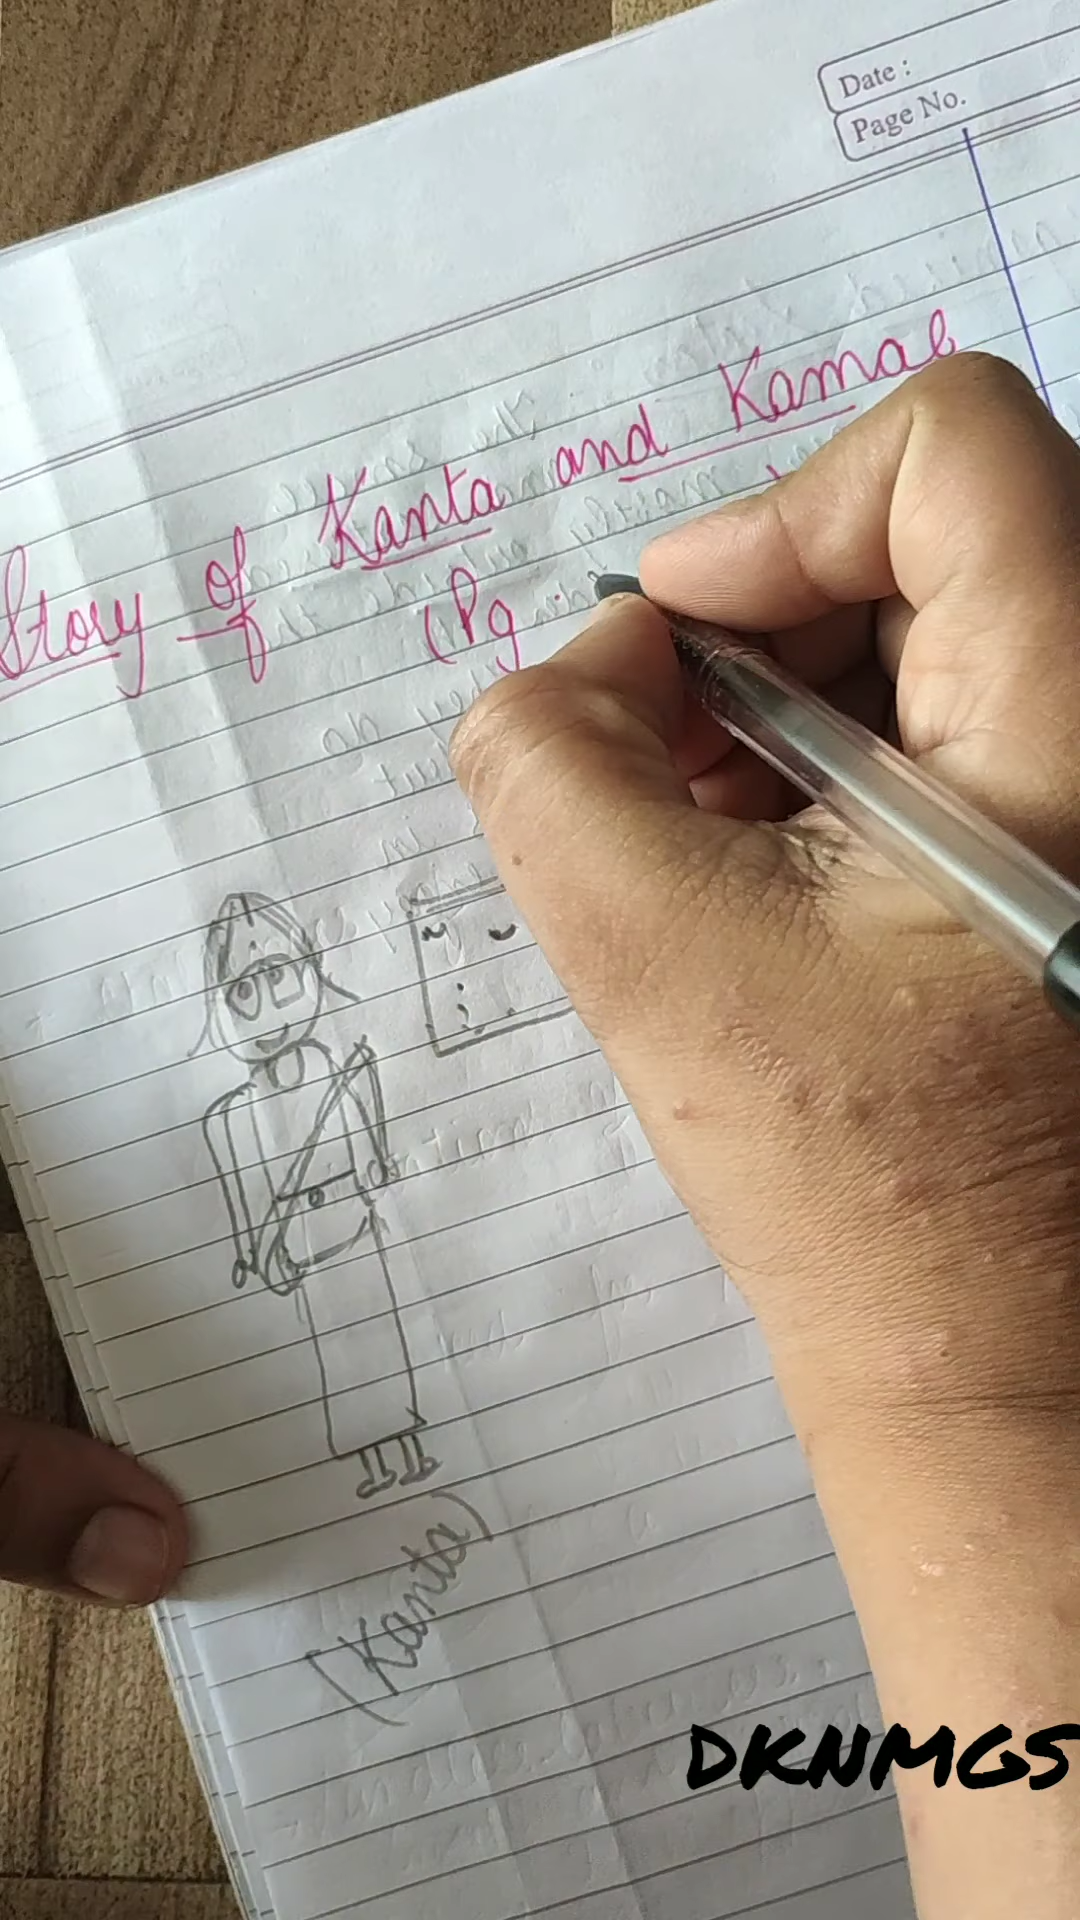 Date :
Page No.
Story of Kanta and Kamal
(Pg
(Kanta)
DKNMGS